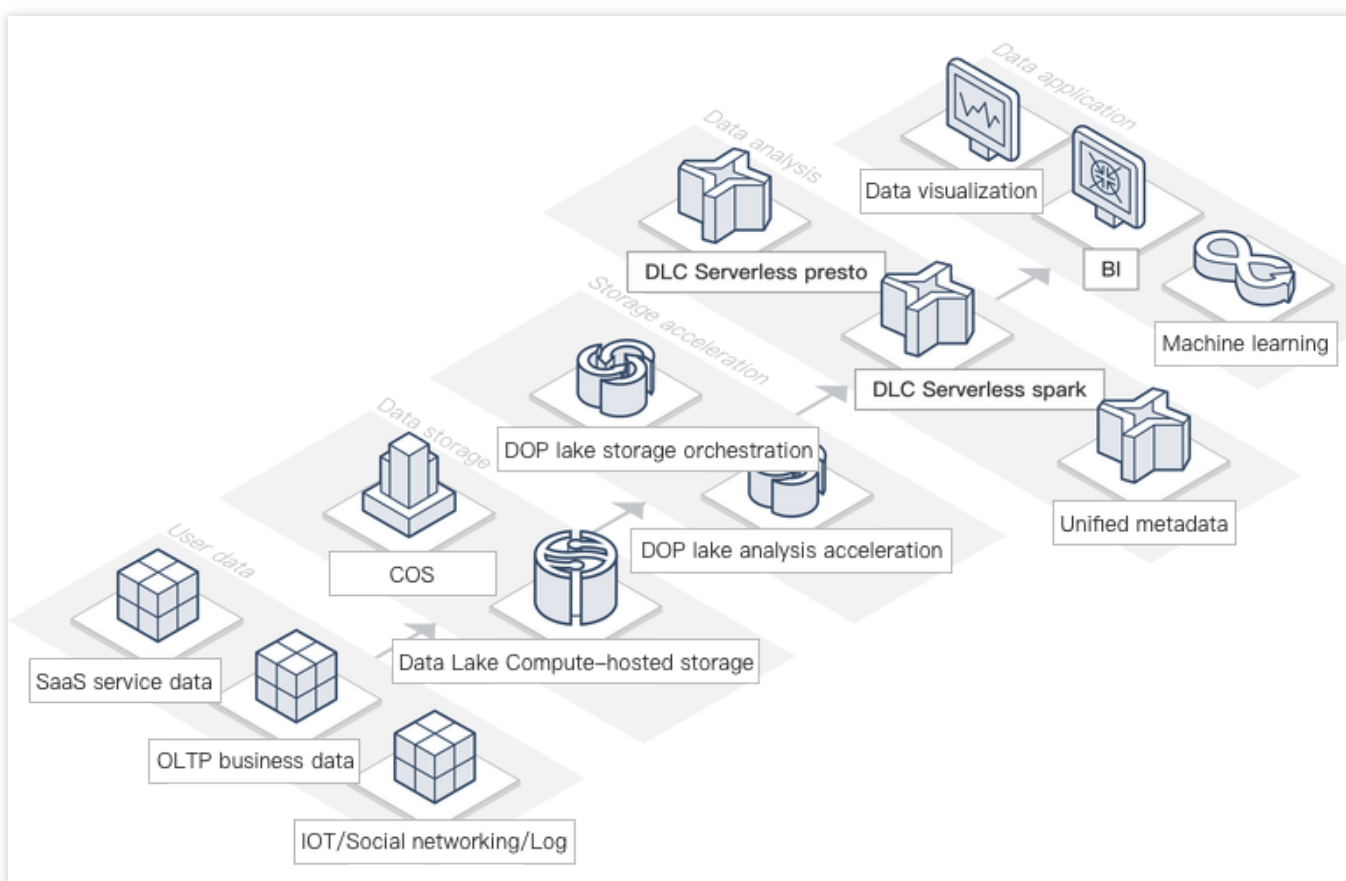 Data application
Data visualization
BI
Machine learning
Data analysis
DLC Serverless presto
DLC Serverless spark
Unified metadata
Storage acceleration
DOP lake storage orchestration
DOP lake analysis acceleration
Data storage
COS
Data Lake Compute-hosted storage
User data
SaaS service data
OLTP business data
IOT/Social networking/Log